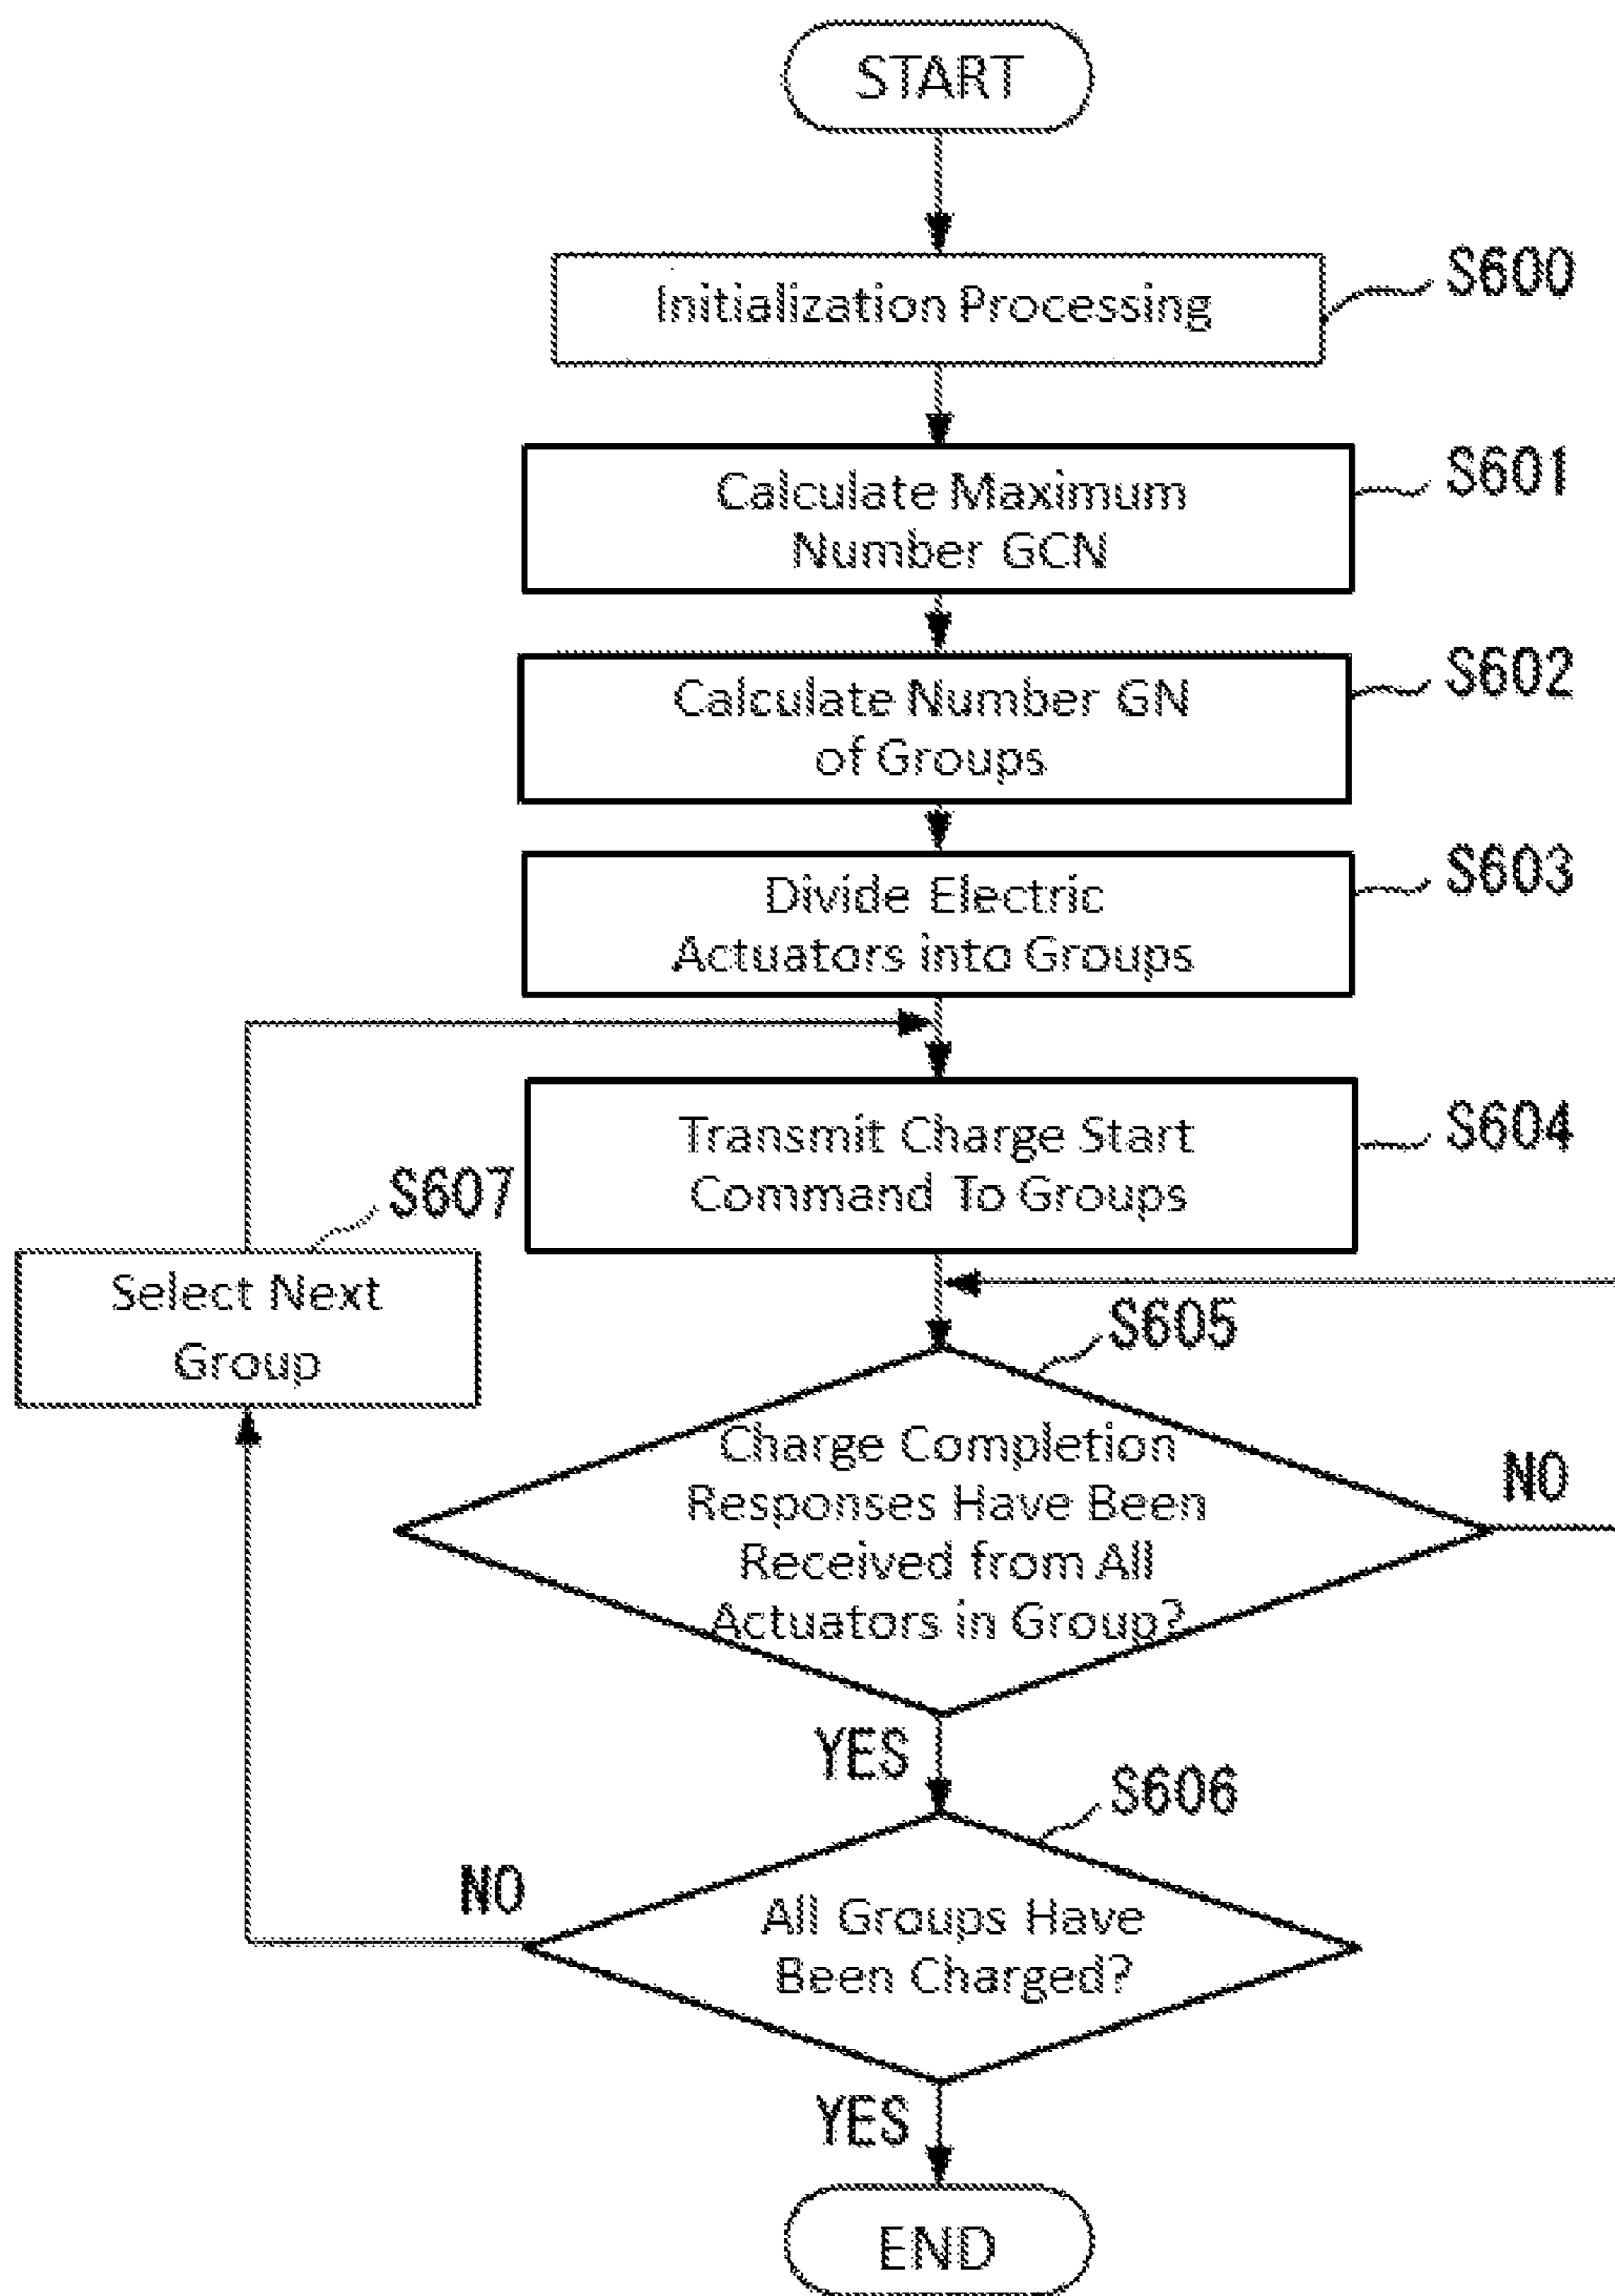 START
Initialization Processing
S600
Calculate Maximum
Number GCN
S601
Calculate Number GN
of Groups
S602
Divide Electric
Actuators into Groups
S603
Transmit Charge Start
Command To Groups
S604
S607
Select Next
Group
S605
Charge Completion
Responses Have Been
Received from All
Actuators in Group?
NO
YES
S606
All Groups Have
Been Charged?
NO
YES
END